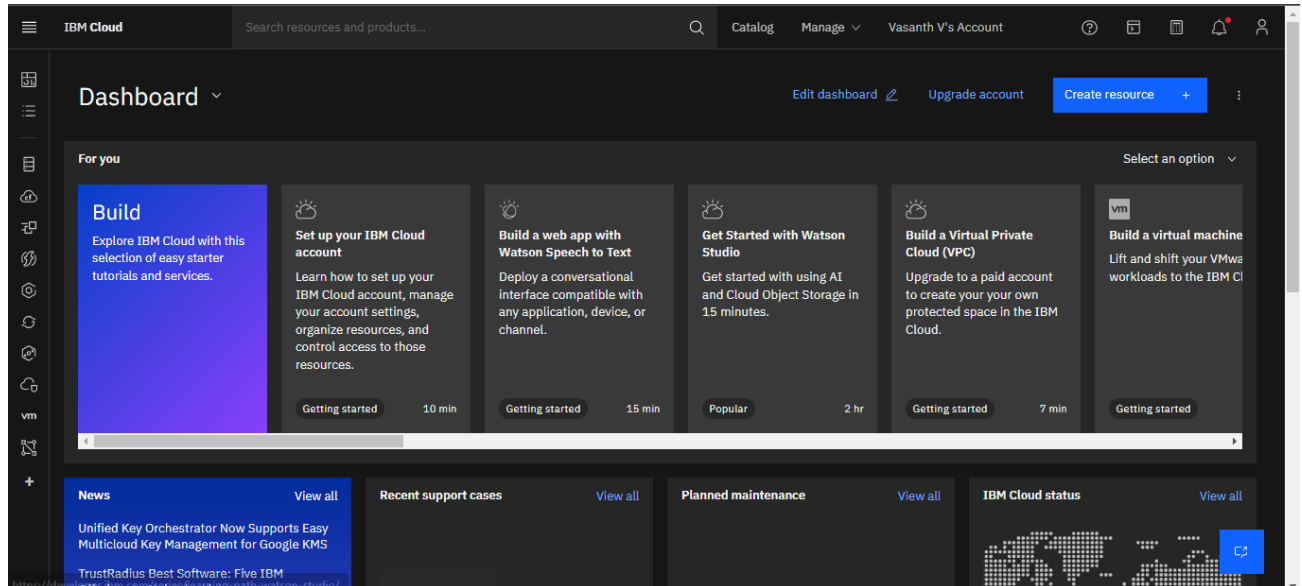 IBM Cloud
Search resources and products...
Catalog
Manage
Vasanth V's Account
Dashboard
Edit dashboard
Upgrade account
Create resource +
For you
Select an option
Build
Explore IBM Cloud with this
selection of easy starter
tutorials and services.
Set up your IBM Cloud
account
Learn how to set up your
IBM Cloud account, manage
your account settings,
organize resources, and
control access to those
resources.
Getting started
10 min
Build a web app with
Watson Speech to Text
Deploy a conversational
interface compatible with
any application, device, or
channel.
Getting started
15 min
Get Started with Watson
Studio
Get started with using AI
and Cloud Object Storage in
15 minutes.
Popular
2 hr
Build a Virtual Private
Cloud (VPC)
Upgrade to a paid account
to create your your own
protected space in the IBM
Cloud.
Getting started
7 min
vm
Build a virtual machine
Lift and shift your VMwa
workloads to the IBM Cl
Getting started
vm
News
View all
Unified Key Orchestrator Now Supports Easy
Multicloud Key Management for Google KMS
TrustRadius Best Software: Five IBM
Recent support cases
View all
Planned maintenance
View all
IBM Cloud status
View all